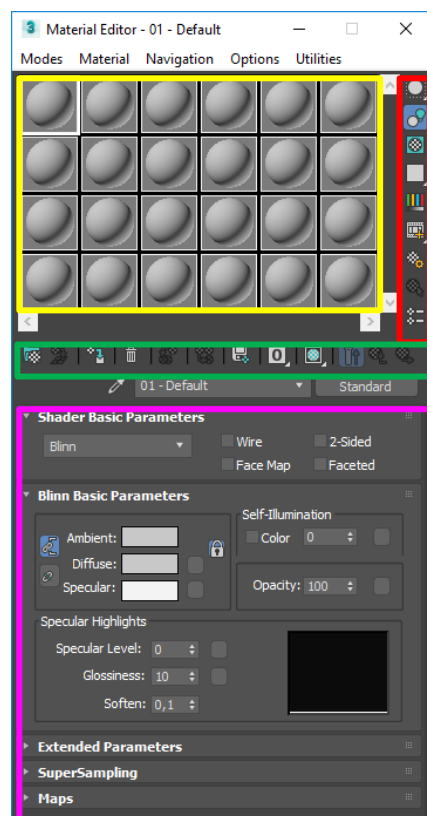 3 Material Editor - 01 - Default
Modes Material Navigation Options Utilities
0
01 - Default Standard
Shader Basic Parameters
Blinn Wire 2-Sided
Face Map Faceted
Blinn Basic Parameters
Self-Illumination
Ambient: Color 0
Diffuse:
Specular: Opacity: 100
Specular Highlights
Specular Level: 0
Glossiness: 10
Soften: 0,1
Extended Parameters
SuperSampling
Maps